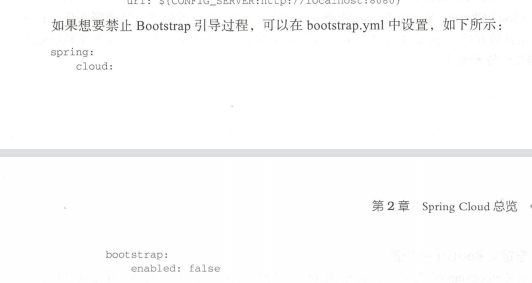 uri: ${CONFIG_SERVER:http://localhost:8080}
如果想要禁止 Bootstrap 引导过程，可以在 bootstrap.yml 中设置，如下所示：
spring:
    cloud:
第 2 章　Spring Cloud 总览
        bootstrap:
            enabled: false